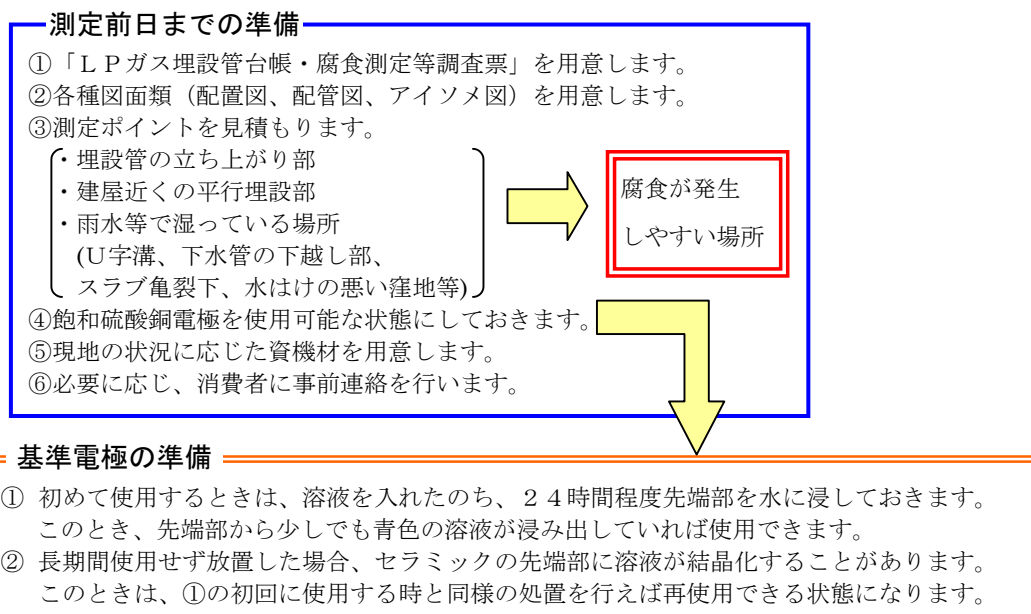 測定前日までの準備
①「ＬＰガス埋設管台帳・腐食測定等調査票」を用意します。
②各種図面類（配置図、配管図、アイソメ図）を用意します。
③測定ポイントを見積もります。
・埋設管の立ち上がり部
・建屋近くの平行埋設部
・雨水等で湿っている場所
(U字溝、下水管の下越し部、
スラブ亀裂下、水はけの悪い窪地等)
腐食が発生
しやすい場所
④飽和硫酸銅電極を使用可能な状態にしておきます。
⑤現地の状況に応じた資機材を用意します。
⑥必要に応じ、消費者に事前連絡を行います。
基準電極の準備
① 初めて使用するときは、溶液を入れたのち、２４時間程度先端部を水に浸しておきます。
このとき、先端部から少しでも青色の溶液が浸み出していれば使用できます。
② 長期間使用せず放置した場合、セラミックの先端部に溶液が結晶化することがあります。
このときは、①の初回に使用する時と同様の処置を行えば再使用できる状態になります。